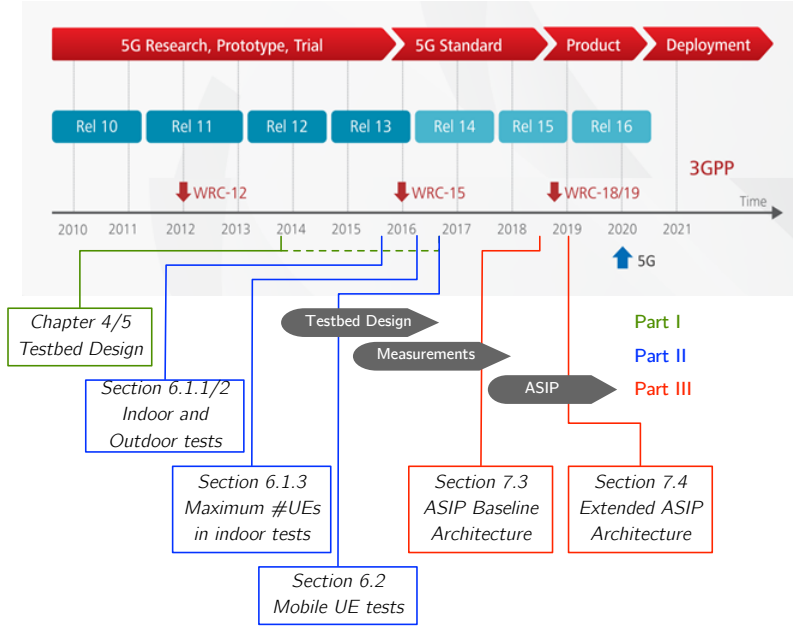 5G Research, Prototype, Trial 5G Standard Product Deployment
Rel 10 Rel 11 Rel 12 Rel 13 Rel 14 Rel 15 Rel 16
3GPP
WRC-12 WRC-15 WRC-18/19
Time
2010 2011 2012 2013 2014 2015 2016 2017 2018 2019 2020 2021
5G
Chapter 4/5
Testbed Design
Testbed Design
Part I
Measurements
Part II
ASIP
Part III
Section 6.1.1/2
Indoor and
Outdoor tests
Section 6.1.3
Maximum #UEs
in indoor tests
Section 7.3
ASIP Baseline
Architecture
Section 7.4
Extended ASIP
Architecture
Section 6.2
Mobile UE tests